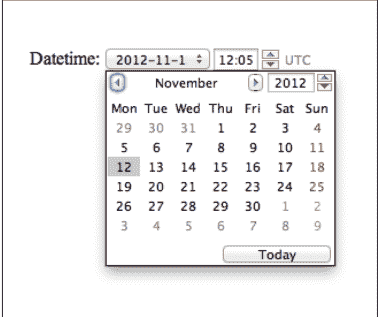 Datetime: 2012-11-1 12:05 UTC
November 2012
Mon Tue Wed Thu Fri Sat Sun
29 30 31 1 2 3 4
5 6 7 8 9 10 11
12 13 14 15 16 17 18
19 20 21 22 23 24 25
26 27 28 29 30 1 2
3 4 5 6 7 8 9
Today